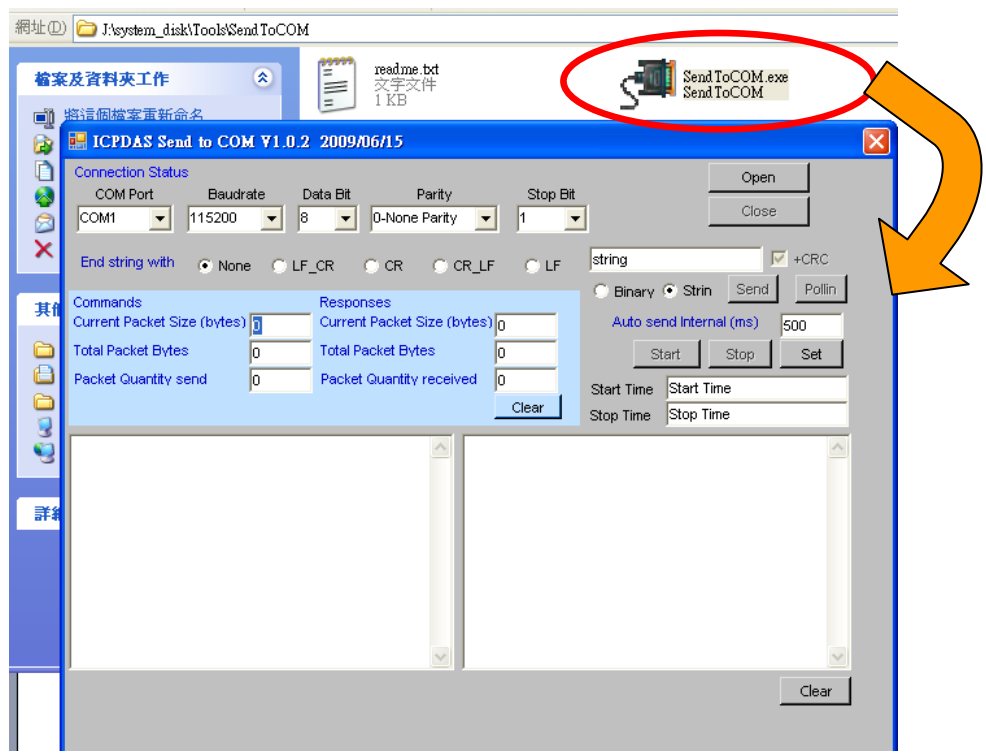 網址(D) J:\system_disk\Tools\SendToCOM
檔案及資料夾工作
將這個檔案重新命名
其他
詳細
readme.txt
文字文件
1 KB
SendToCOM.exe
SendToCOM
ICPDAS Send to COM V1.0.2 2009/06/15
Connection Status
COM Port Baudrate Data Bit Parity Stop Bit
COM1 115200 8 0-None Parity 1
Open
Close
End string with None LF_CR CR CR_LF LF
string +CRC
Binary Strin Send Pollin
Commands
Current Packet Size (bytes) 0
Total Packet Bytes 0
Packet Quantity send 0
Responses
Current Packet Size (bytes) 0
Total Packet Bytes 0
Packet Quantity received 0
Clear
Auto send Internal (ms) 500
Start Stop Set
Start Time Start Time
Stop Time Stop Time
Clear